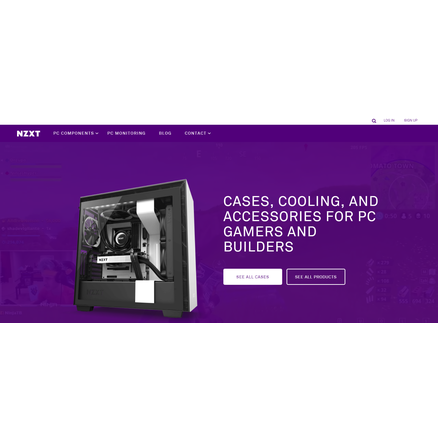 LOG IN
SIGN UP
NZXT
PC COMPONENTS
PC MONITORING
BLOG
CONTACT
CASES, COOLING, AND
ACCESSORIES FOR PC
GAMERS AND
BUILDERS
NZXT
SEE ALL CASES
SEE ALL PRODUCTS